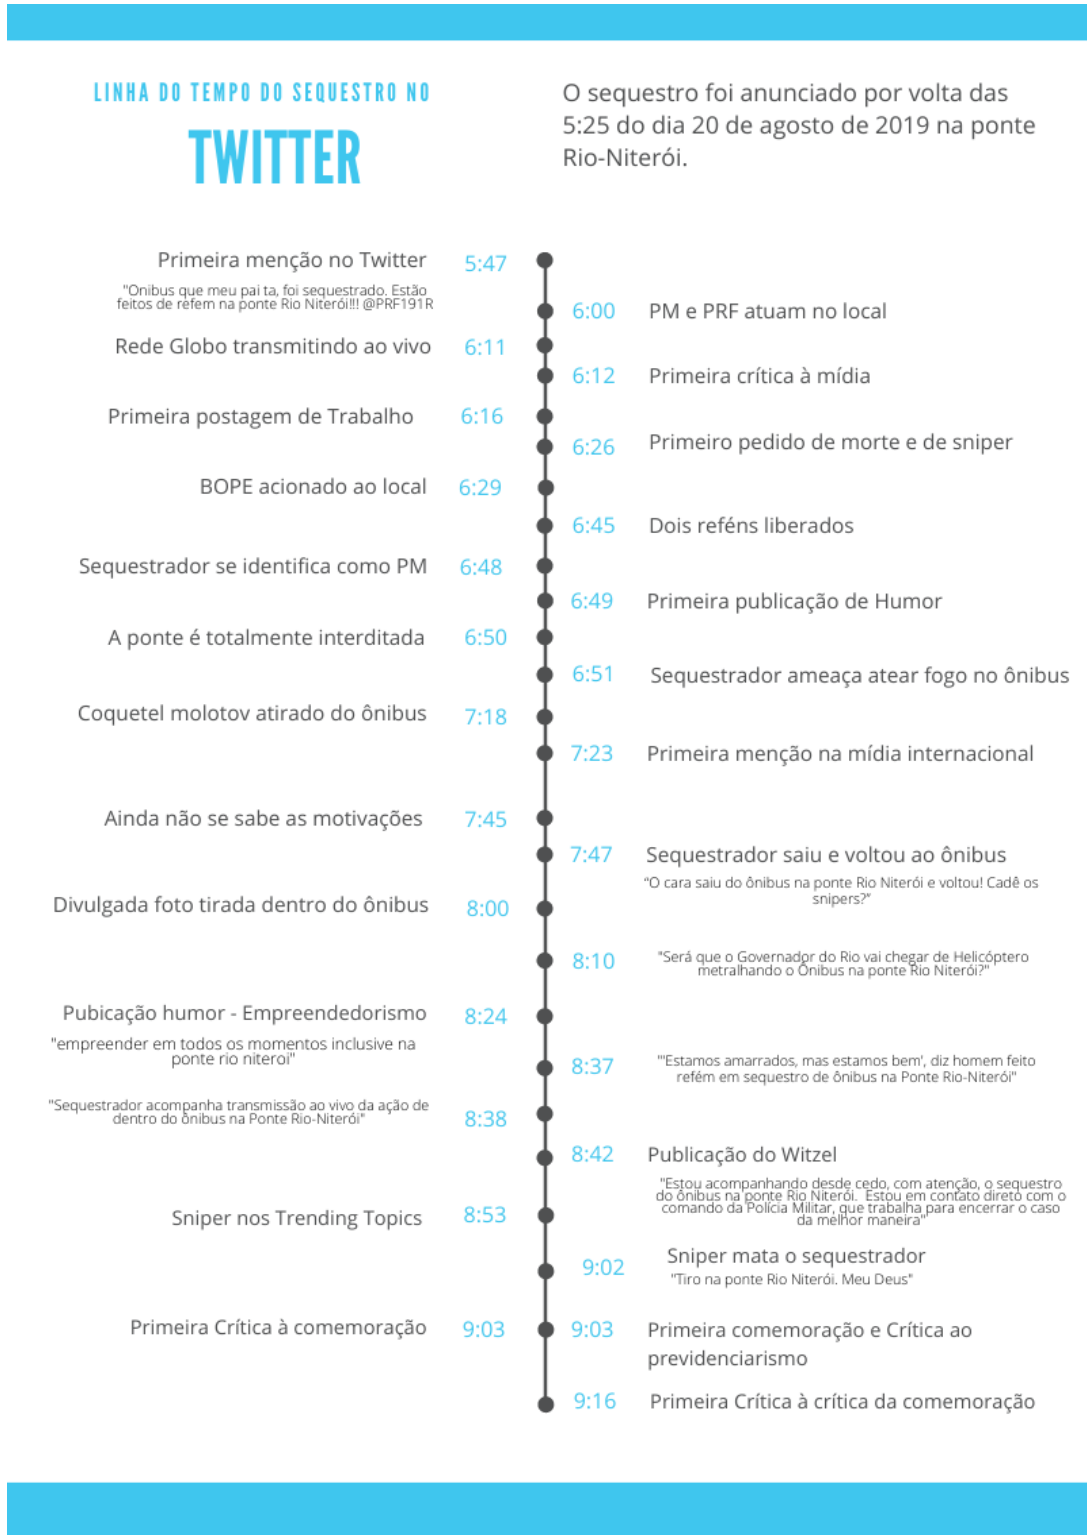 LINHA DO TEMPO DO SEQUESTRO NO
TWITTER
O sequestro foi anunciado por volta das
5:25 do dia 20 de agosto de 2019 na ponte
Rio-Niterói.
Primeira menção no Twitter 5:47
"Onibus que meu pai ta, foi sequestrado. Estão
feitos de refem na ponte Rio Niterói!!! @PRF191R
6:00 PM e PRF atuam no local
Rede Globo transmitindo ao vivo 6:11
6:12 Primeira crítica à mídia
Primeira postagem de Trabalho 6:16
6:26 Primeiro pedido de morte e de sniper
BOPE acionado ao local 6:29
6:45 Dois reféns liberados
Sequestrador se identifica como PM 6:48
6:49 Primeira publicação de Humor
A ponte é totalmente interditada 6:50
6:51 Sequestrador ameaça atear fogo no ônibus
Coquetel molotov atirado do ônibus 7:18
7:23 Primeira menção na mídia internacional
Ainda não se sabe as motivações 7:45
7:47 Sequestrador saiu e voltou ao ônibus
"O cara saiu do ônibus na ponte Rio Niterói e voltou! Cadê os
snipers?"
Divulgada foto tirada dentro do ônibus 8:00
8:10 "Será que o Governador do Rio vai chegar de Helicóptero
metralhando o Ônibus na ponte Rio Niterói?"
Pubicação humor - Empreendedorismo 8:24
"empreender em todos os momentos inclusive na
ponte rio niteroi"
8:37 "'Estamos amarrados, mas estamos bem', diz homem feito
refém em sequestro de ônibus na Ponte Rio-Niterói"
"Sequestrador acompanha transmissão ao vivo da ação de
dentro do ônibus na Ponte Rio-Niterói"
8:38
8:42 Publicação do Witzel
"Estou acompanhando desde cedo, com atenção, o sequestro
do ônibus na ponte Rio Niterói. Estou em contato direto com o
comando da Polícia Militar, que trabalha para encerrar o caso
da melhor maneira"
Sniper nos Trending Topics 8:53
9:02 Sniper mata o sequestrador
"Tiro na ponte Rio Niterói. Meu Deus"
Primeira Crítica à comemoração 9:03
9:03 Primeira comemoração e Crítica ao
previdenciarismo
9:16 Primeira Crítica à crítica da comemoração